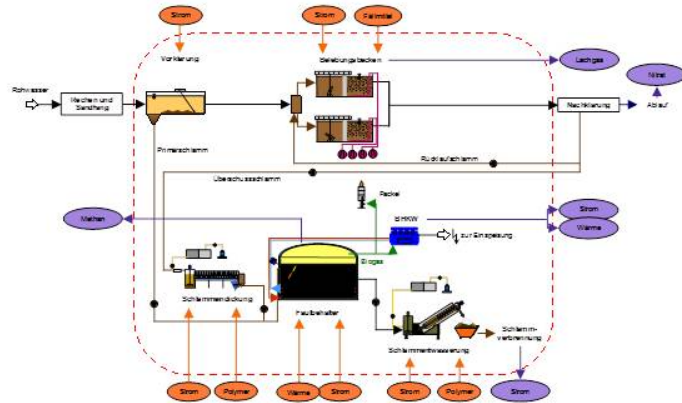 Strom
Strom
Fällmittel
Vorklärung
Belebungsbecken
Lachgas
Nitrat
Rohwasser
Rechen und
Sandfang
Nachklärung
Ablauf
Primärschlamm
Rücklaufschlamm
Überschussschlamm
Fackel
Methan
BHKW
Strom
Wärme
zur Einspeisung
Biogas
Schlammeindickung
Faulbehälter
Schlamm-
verbrennung
Schlammentwässerung
Strom
Polymer
Wärme
Strom
Strom
Polymer
Strom